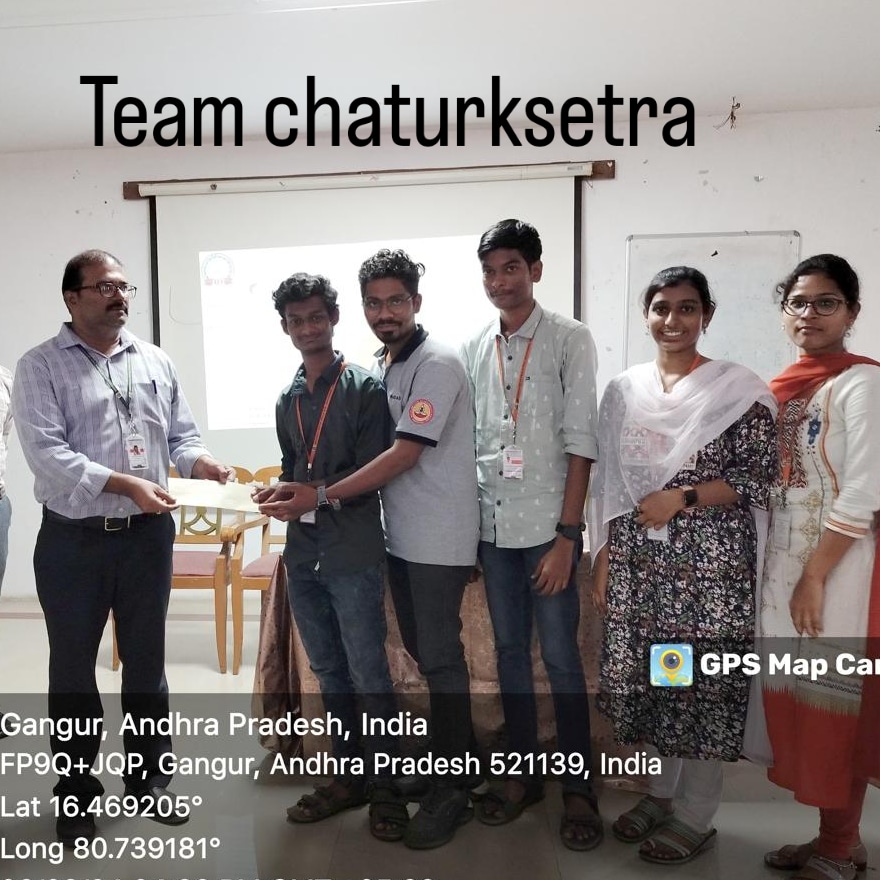 Team chaturksetra
GPS Map Ca
Gangur, Andhra Pradesh, India
FP9Q+JQP, Gangur, Andhra Pradesh 521139, India
Lat 16.469205°
Long 80.739181°